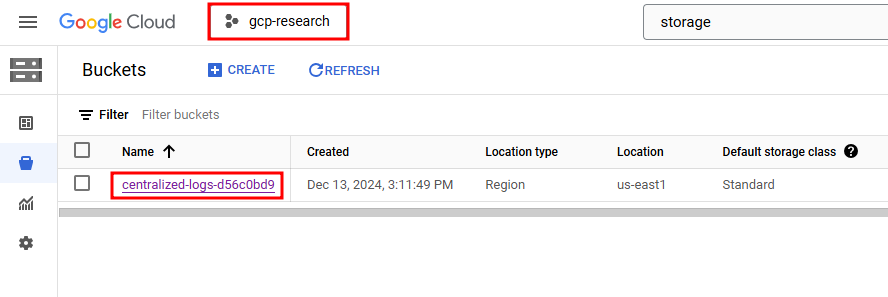 Google Cloud gcp-research storage
Buckets CREATE REFRESH
Filter Filter buckets
Name Created Location type Location Default storage class ?
centralized-logs-d56c0bd9 Dec 13, 2024, 3:11:49 PM Region us-east1 Standard